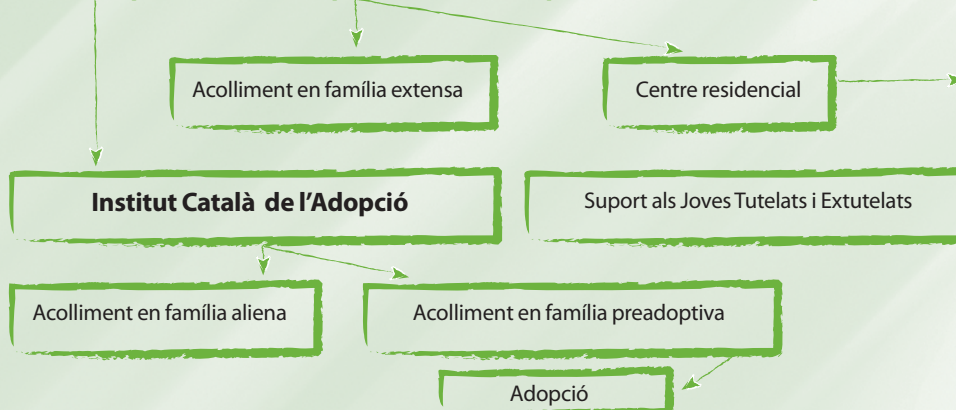 Acolliment en família extensa
Centre residencial
Institut Català de l'Adopció
Suport als Joves Tutelats i Extutelats
Acolliment en família aliena
Acolliment en família preadoptiva
Adopció